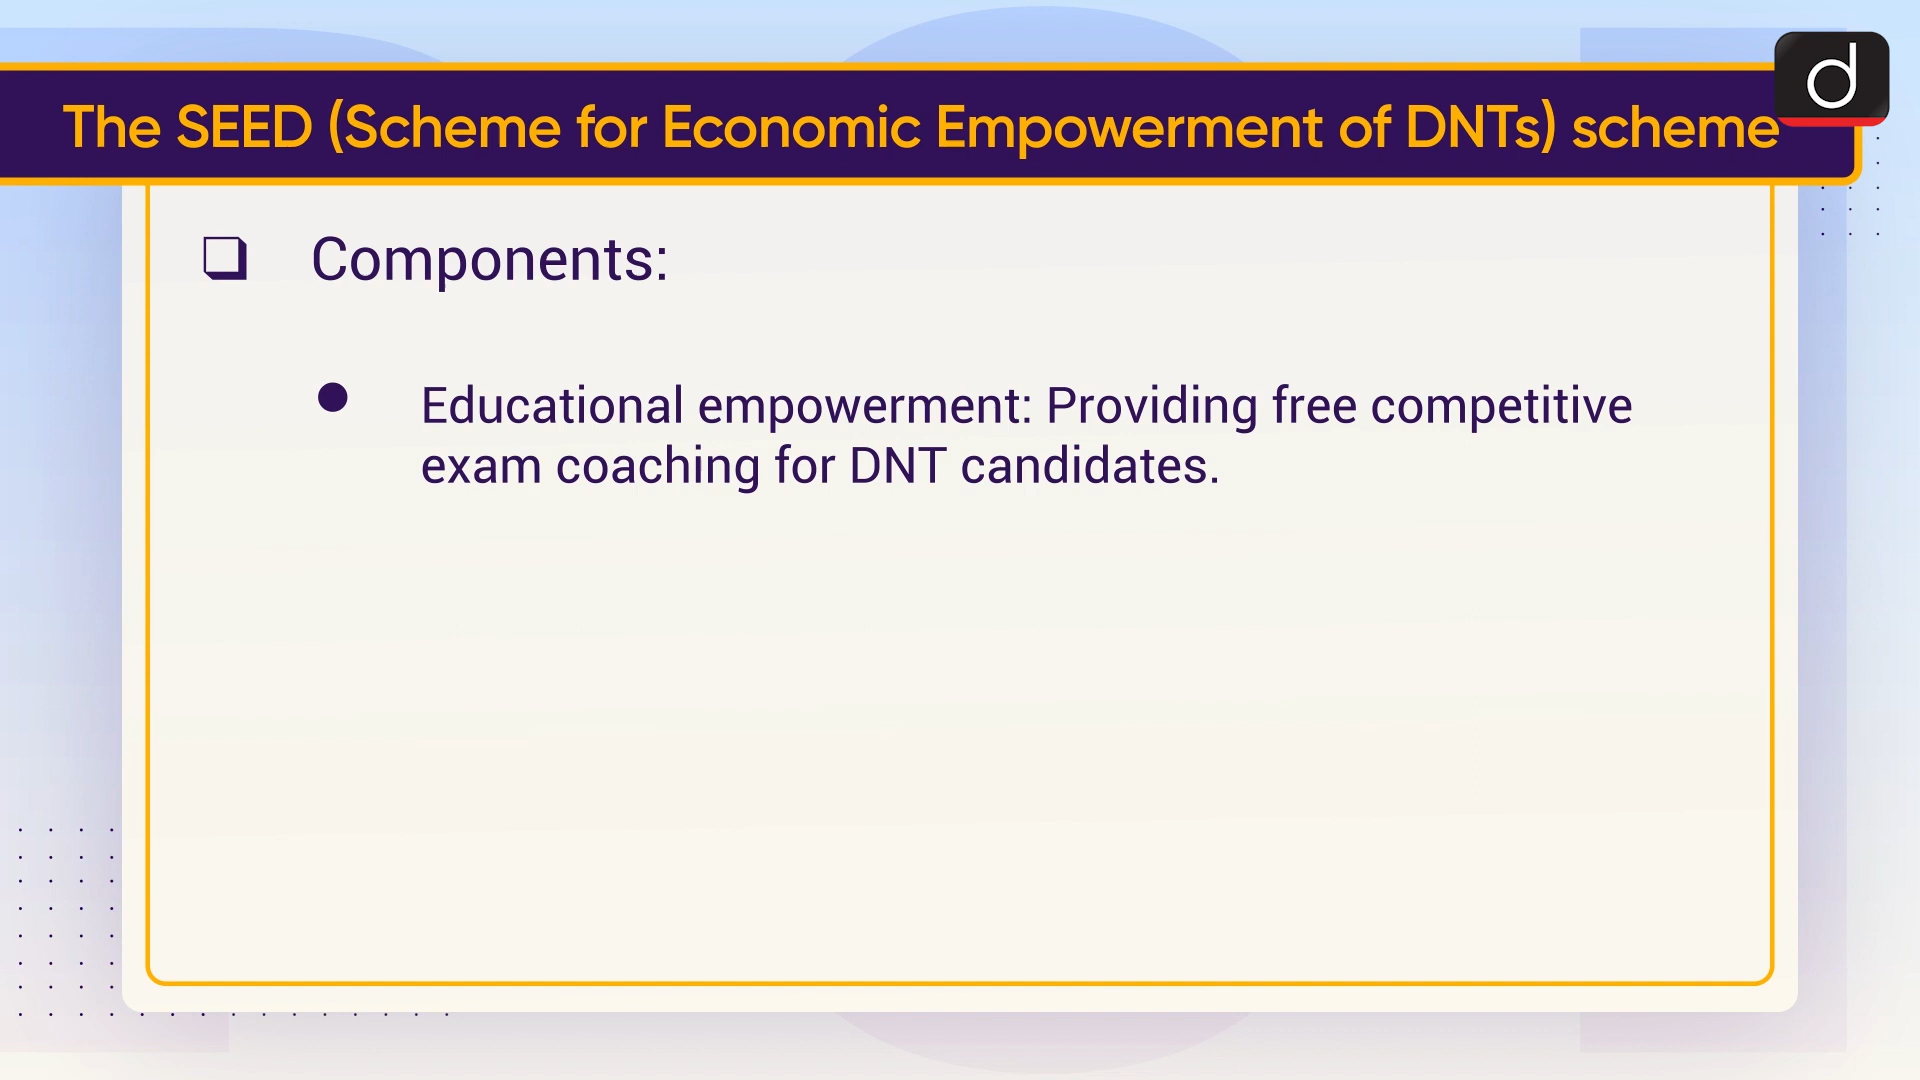 The SEED (Scheme for Economic Empowerment of DNTs) scheme
d
❑ Components:
● Educational empowerment: Providing free competitive
exam coaching for DNT candidates.